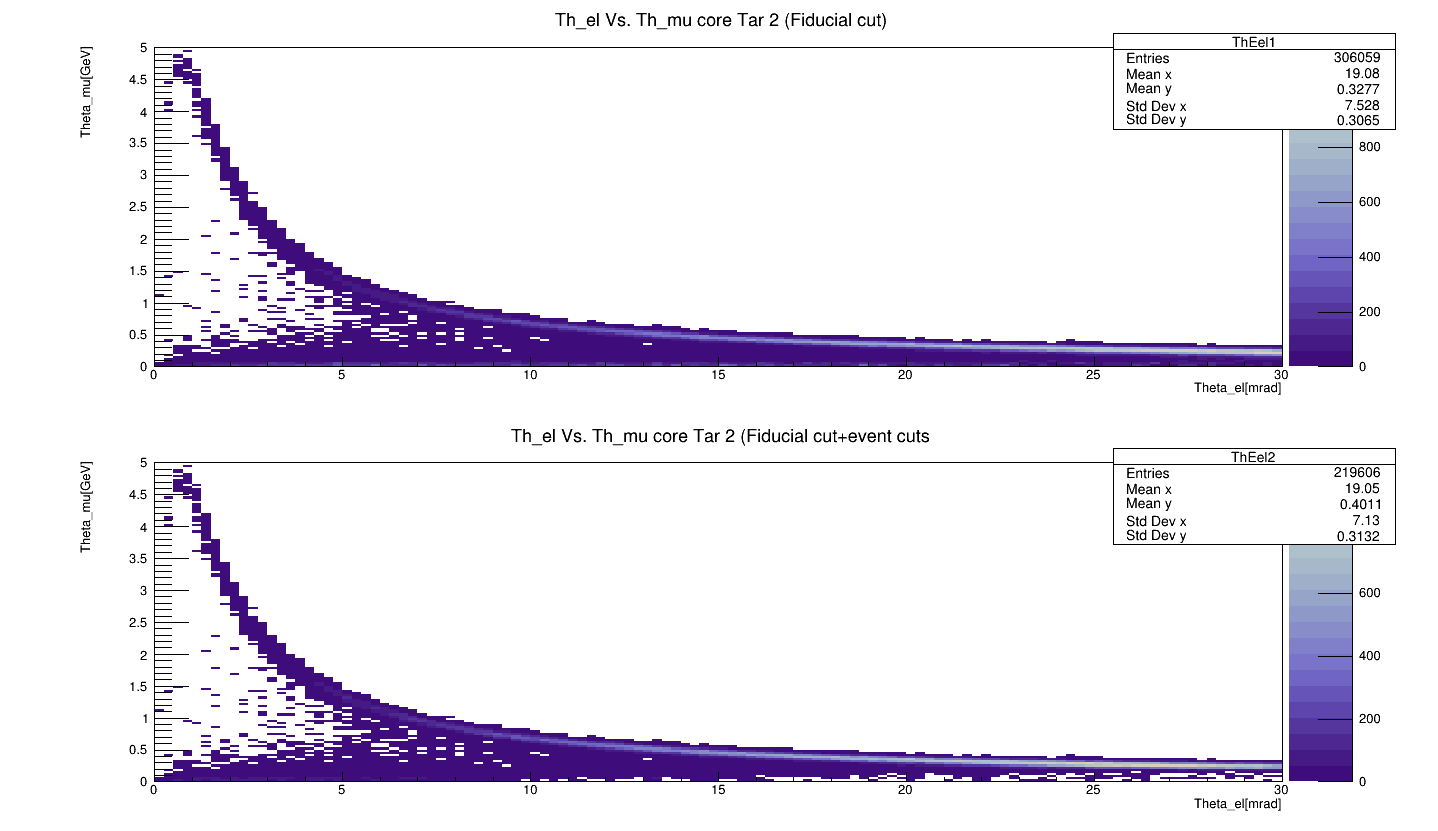 Th_el Vs. Th_mu core Tar 2 (Fiducial cut)
Theta_mu[GeV]
5
4.5
4
3.5
3
2.5
2
1.5
1
0.5
0
0 5 10 15 20 25 30
Theta_el[mrad]
ThEel1
Entries 306059
Mean x 19.08
Mean y 0.3277
Std Dev x 7.528
Std Dev y 0.3065
800
600
400
200
0
Th_el Vs. Th_mu core Tar 2 (Fiducial cut+event cuts
Theta_mu[GeV]
5
4.5
4
3.5
3
2.5
2
1.5
1
0.5
0
0 5 10 15 20 25 30
Theta_el[mrad]
ThEel2
Entries 219606
Mean x 19.05
Mean y 0.4011
Std Dev x 7.13
Std Dev y 0.3132
600
400
200
0